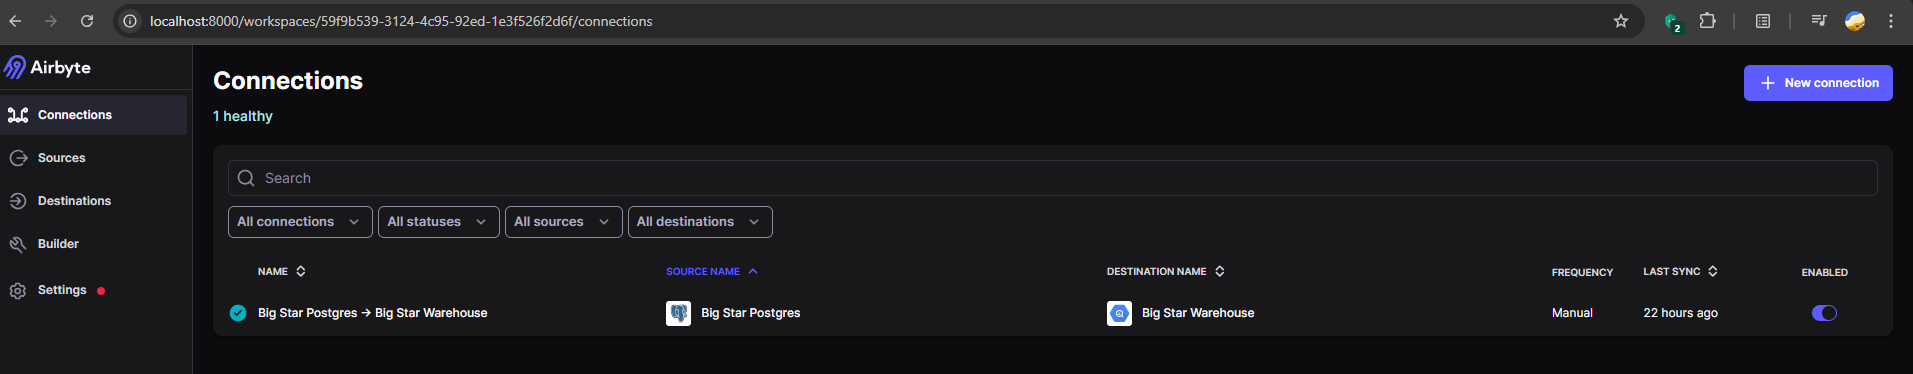 localhost:8000/workspaces/59f9b539-3124-4c95-92ed-1e3f526f2d6f/connections
2
Airbyte
Connections
Sources
Destinations
Builder
Settings
Connections
New connection
1 healthy
Search
All connections All statuses All sources All destinations
NAME SOURCE NAME DESTINATION NAME FREQUENCY LAST SYNC ENABLED
Big Star Postgres → Big Star Warehouse Big Star Postgres Big Star Warehouse Manual 22 hours ago